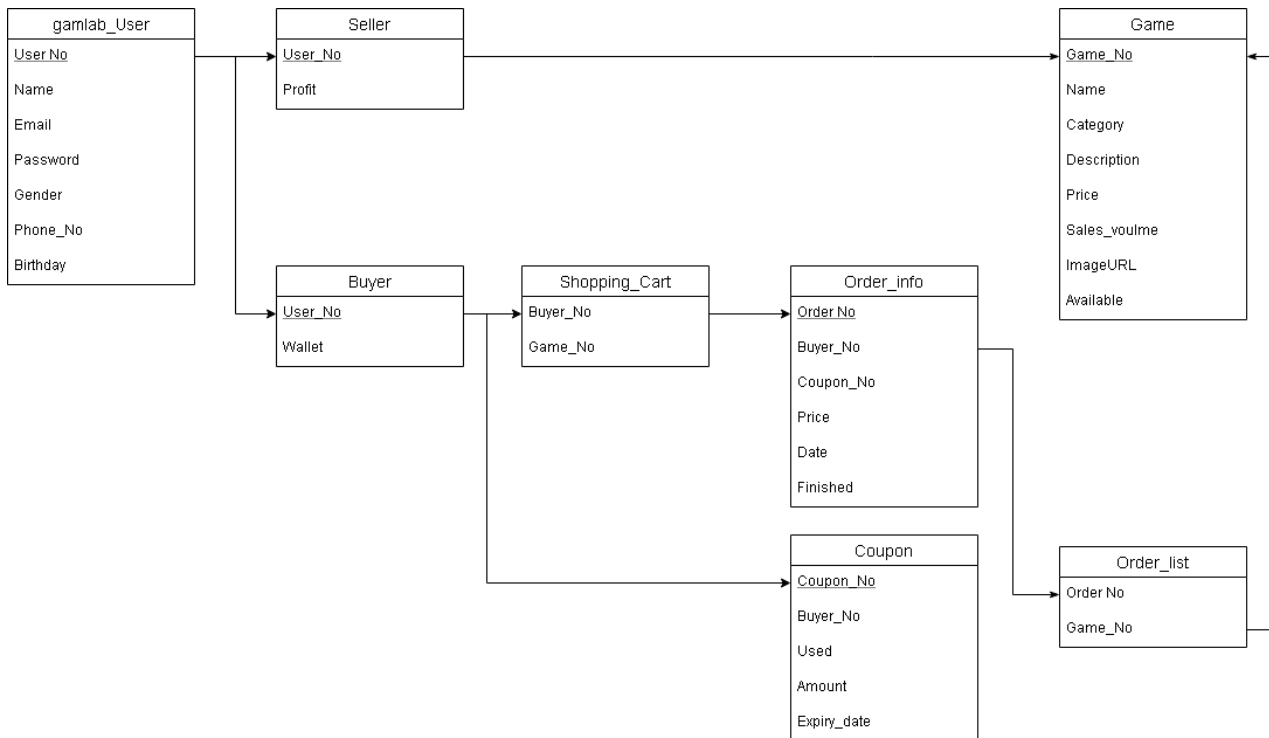 gamlab_User
User No
Name
Email
Password
Gender
Phone_No
Birthday
Seller
User_No
Profit
Game
Game_No
Name
Category
Description
Price
Sales_voulme
ImageURL
Available
Buyer
User_No
Wallet
Shopping_Cart
Buyer_No
Game_No
Order_info
Order No
Buyer_No
Coupon_No
Price
Date
Finished
Coupon
Coupon_No
Buyer_No
Used
Amount
Expiry_date
Order_list
Order No
Game_No